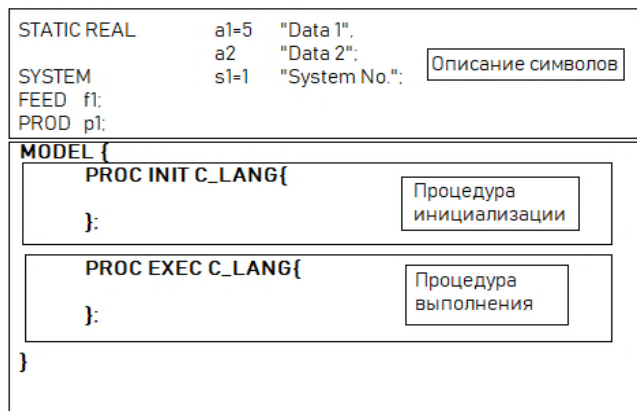 STATIC REAL a1=5 "Data 1",
a2 "Data 2";
SYSTEM s1=1 "System No.";
FEED f1;
PROD p1;
Описание символов
MODEL {
PROC INIT C_LANG{
Процедура
инициализации
};
PROC EXEC C_LANG{
Процедура
выполнения
};
}